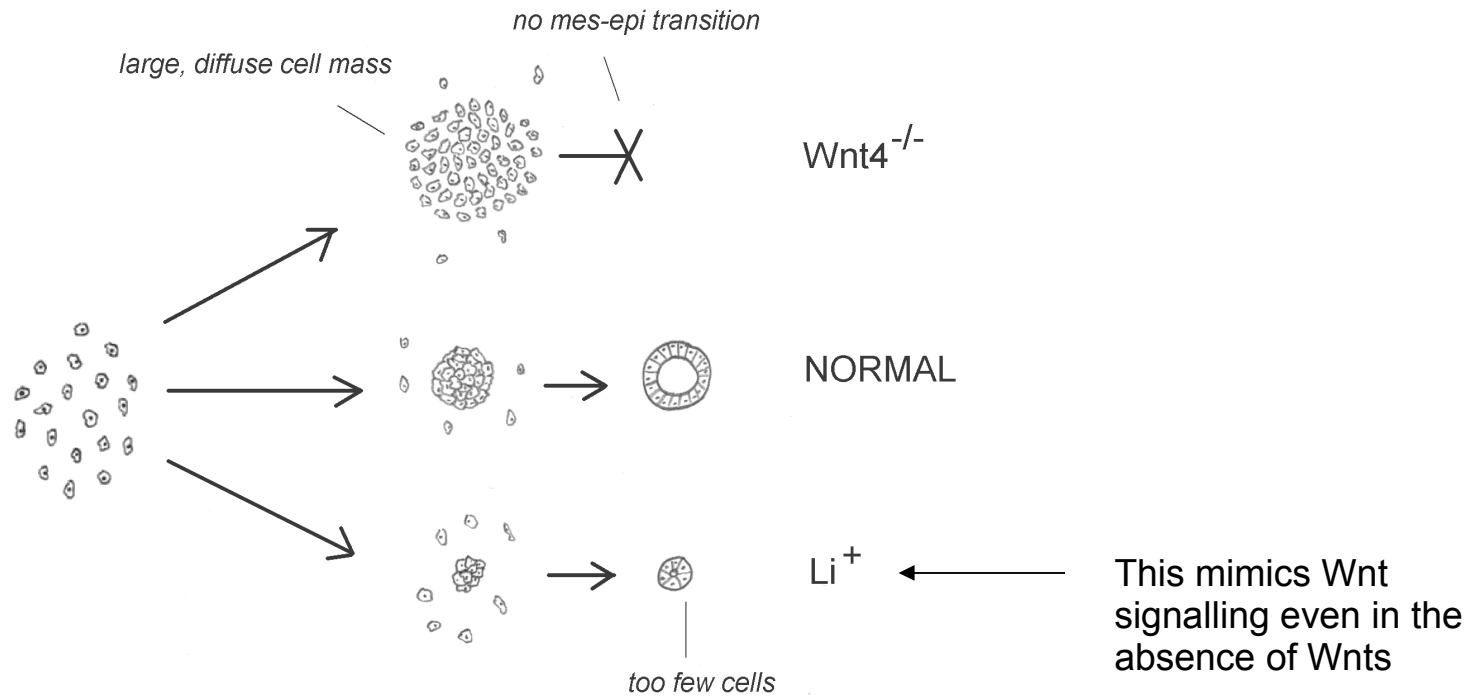 no mes-epi transition
large, diffuse cell mass
Wnt4-/-
NORMAL
Li+
This mimics Wnt
signalling even in the
absence of Wnts
too few cells